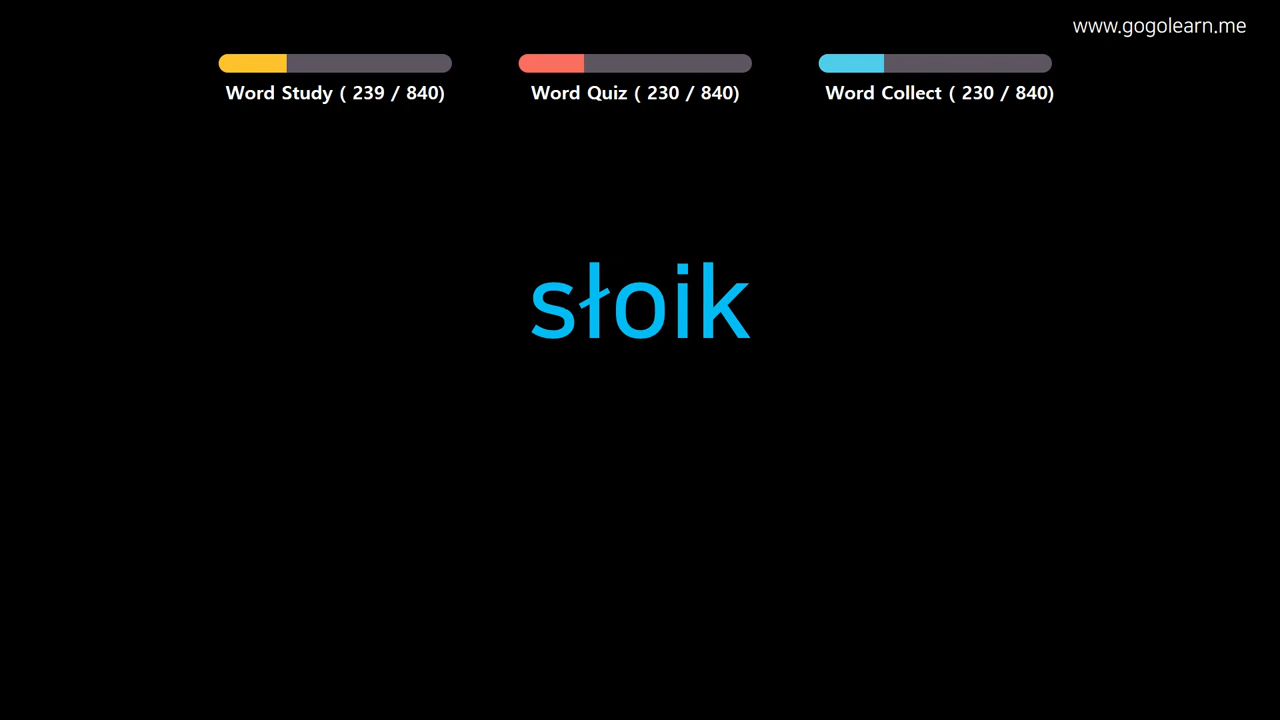 www.gogolearn.me
Word Study ( 239 / 840)
Word Quiz ( 230 / 840)
Word Collect ( 230 / 840)
słoik